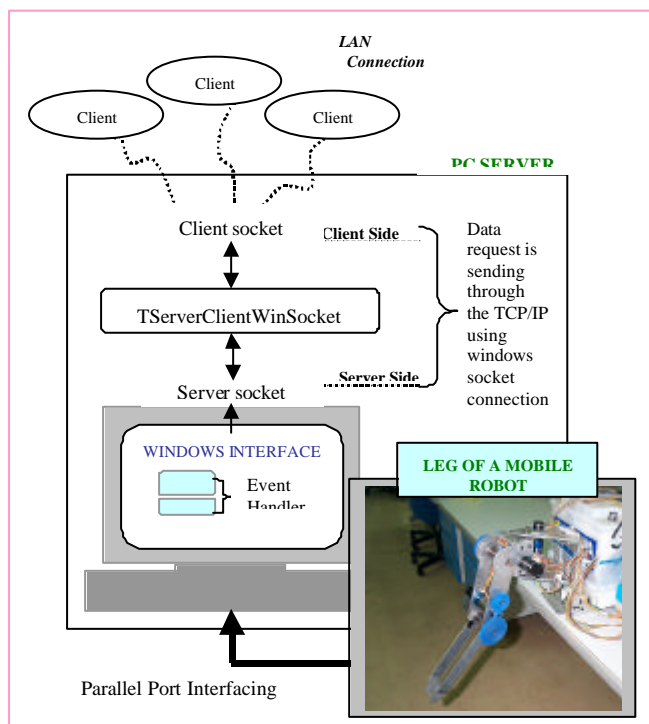 LAN
Connection
Client
Client
Client
PC SERVER
Client socket
Client Side
TServerClientWinSocket
Server Side
Server socket
Data
request is
sending
through
the TCP/IP
using
windows
socket
connection
WINDOWS INTERFACE
Event
Handler
LEG OF A MOBILE
ROBOT
Parallel Port Interfacing